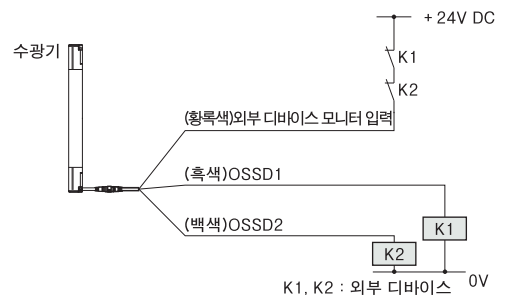 + 24V DC
수광기
K1
K2
(황록색)외부 디바이스 모니터 입력
(흑색)OSSD1
(백색)OSSD2
K1
K2
0V
K1, K2 : 외부 디바이스